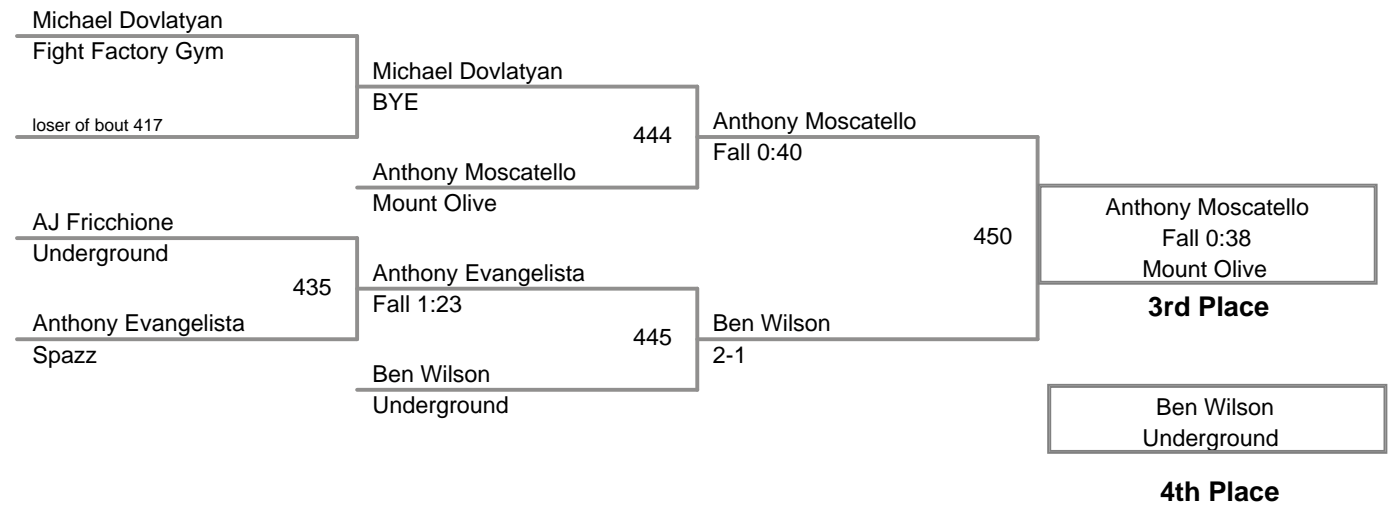 Michael Dovlatyan
Fight Factory Gym
loser of bout 417
Michael Dovlatyan
BYE
444
Anthony Moscatello
Mount Olive
Anthony Moscatello
Fall 0:40
AJ Fricchione
Underground
435
Anthony Evangelista
Spazz
Anthony Evangelista
Fall 1:23
445
Ben Wilson
Underground
Ben Wilson
2-1
450
Anthony Moscatello
Fall 0:38
Mount Olive
3rd Place
Ben Wilson
Underground
4th Place